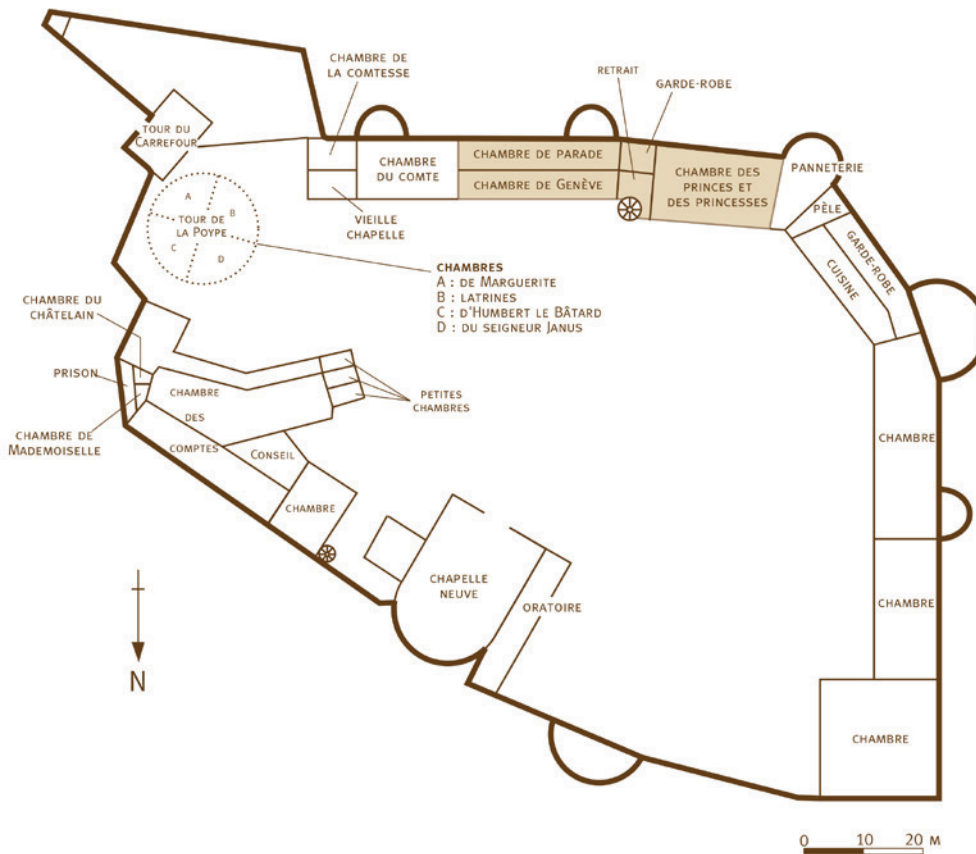 CHAMBRE DE
LA COMTESSE
RETRAIT
GARDE-ROBE
TOUR DU
CARREFOUR
CHAMBRE
DU COMTE
CHAMBRE DE PARADE
CHAMBRE DE GENÈVE
CHAMBRE DES
PRINCES ET
DES PRINCESSES
PANNETERIE
PÈLE
GARDE-ROBE
CUISINE
VIEILLE
CHAPELLE
A
B
TOUR DE
LA POYPE
C
D
CHAMBRES
A : DE MARGUERITE
B : LATRINES
C : D'HUMBERT LE BÂTARD
D : DU SEIGNEUR JANUS
CHAMBRE DU
CHÂTELAIN
PRISON
CHAMBRE DE
MADEMOISELLE
CHAMBRE
DES
COMPTES
PETITES
CHAMBRES
CONSEIL
CHAMBRE
CHAPELLE
NEUVE
ORATOIRE
CHAMBRE
CHAMBRE
CHAMBRE
N
0 10 20 M